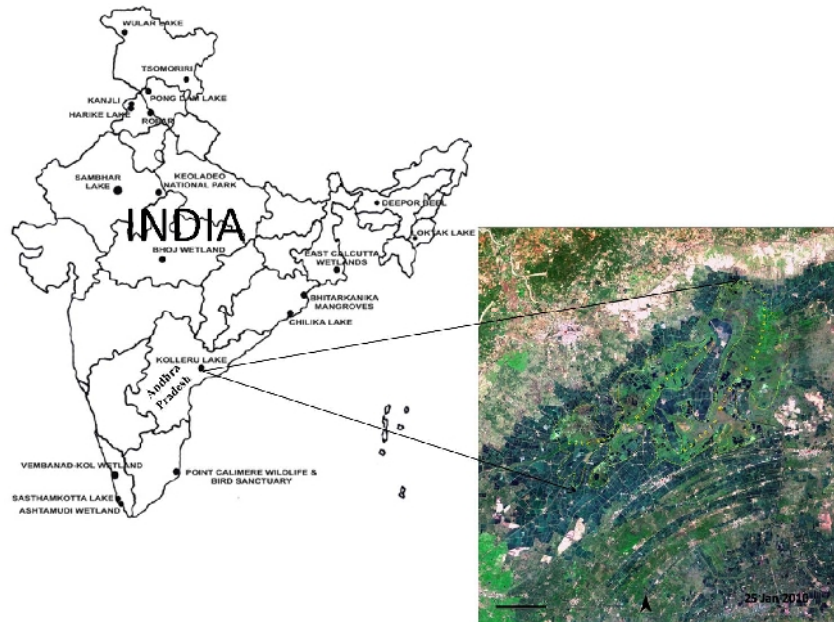 WULAR LAKE
TSOMORIRI
PONG DAM LAKE
KANJLI
HARIKE LAKE
ROPAR
SAMBHAR
LAKE
KEOLADEO
NATIONAL PARK
DEEPOR BEEL
LOKTAK LAKE
INDIA
BHOJ WETLAND
EAST CALCUTTA
WETLANDS
BHITARKANIKA
MANGROVES
CHILIKA LAKE
KOLLERU LAKE
Andhra
Pradesh
VEMBANAD-KOL WETLAND
POINT CALIMERE WILDLIFE &
BIRD SANCTUARY
SASTHAMKOTTA LAKE
ASHTAMUDI WETLAND
25 Jan 2010